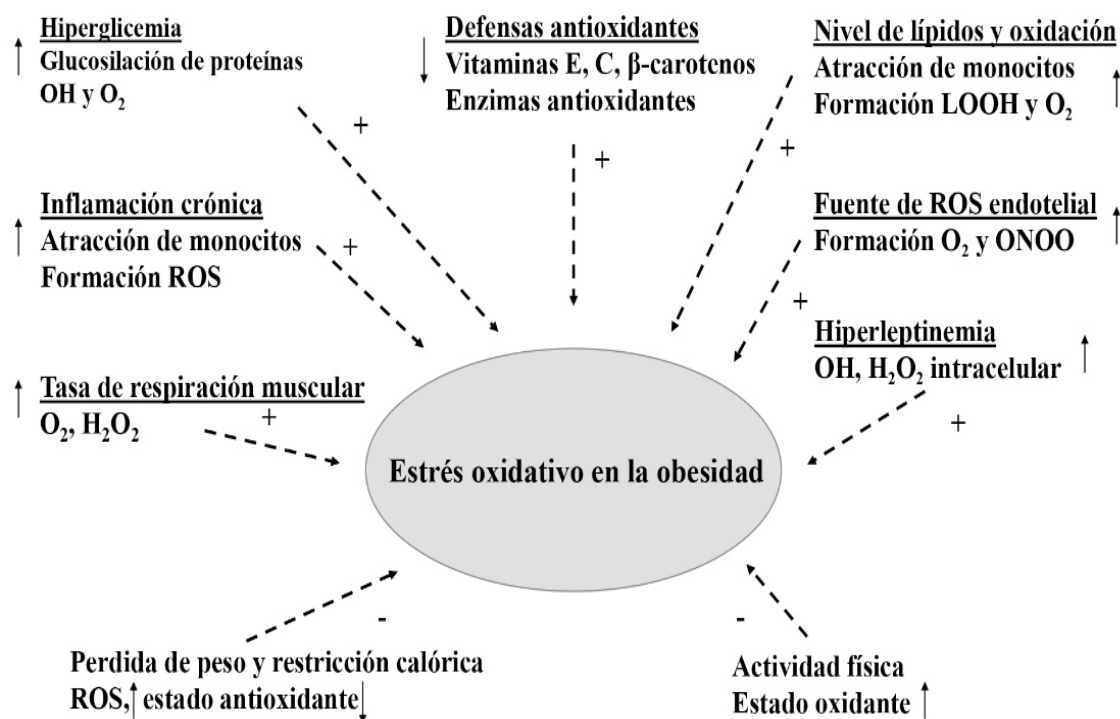 Hiperglicemia
Glucosilación de proteínas
OH y O₂
Defensas antioxidantes
Vitaminas E, C, β-carotenos
Enzimas antioxidantes
Nivel de lípidos y oxidación
Atracción de monocitos
Formación LOOH y O₂
+
+
+
Inflamación crónica
Atracción de monocitos
Formación ROS
+
Fuente de ROS endotelial
Formación O₂ y ONOO
+
Hiperleptinemia
OH, H₂O₂ intracelular
+
Tasa de respiración muscular
O₂, H₂O₂
+
Estrés oxidativo en la obesidad
-
-
Perdida de peso y restricción calórica
ROS,↑ estado antioxidante↓
Actividad física
Estado oxidante ↑